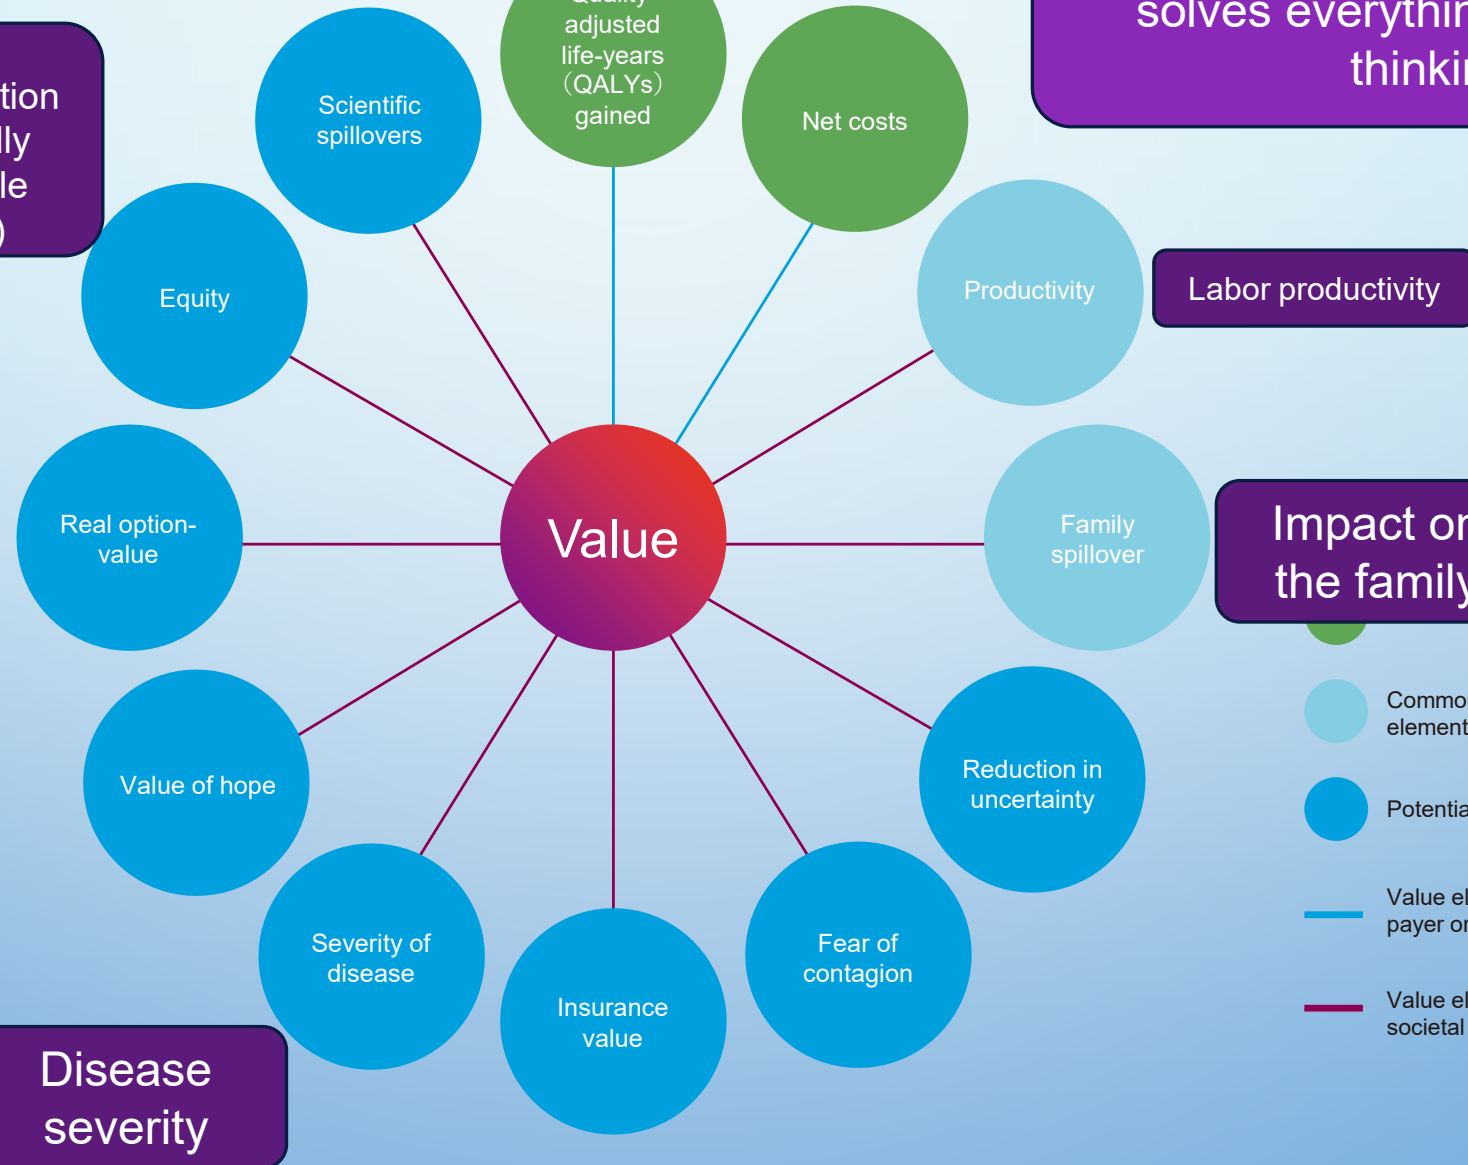 solves everythin
thinkin
tion
lly
le
)
adjusted
life-years
（QALYs）
gained
Scientific
spillovers
Net costs
Equity
Productivity
Labor productivity
Real option-
value
Value
Family
spillover
Impact on
the family
Common
element
Value of hope
Reduction in
uncertainty
Potentia
Value el
payer or
Severity of
disease
Fear of
contagion
Insurance
value
Value el
societal
Disease
severity